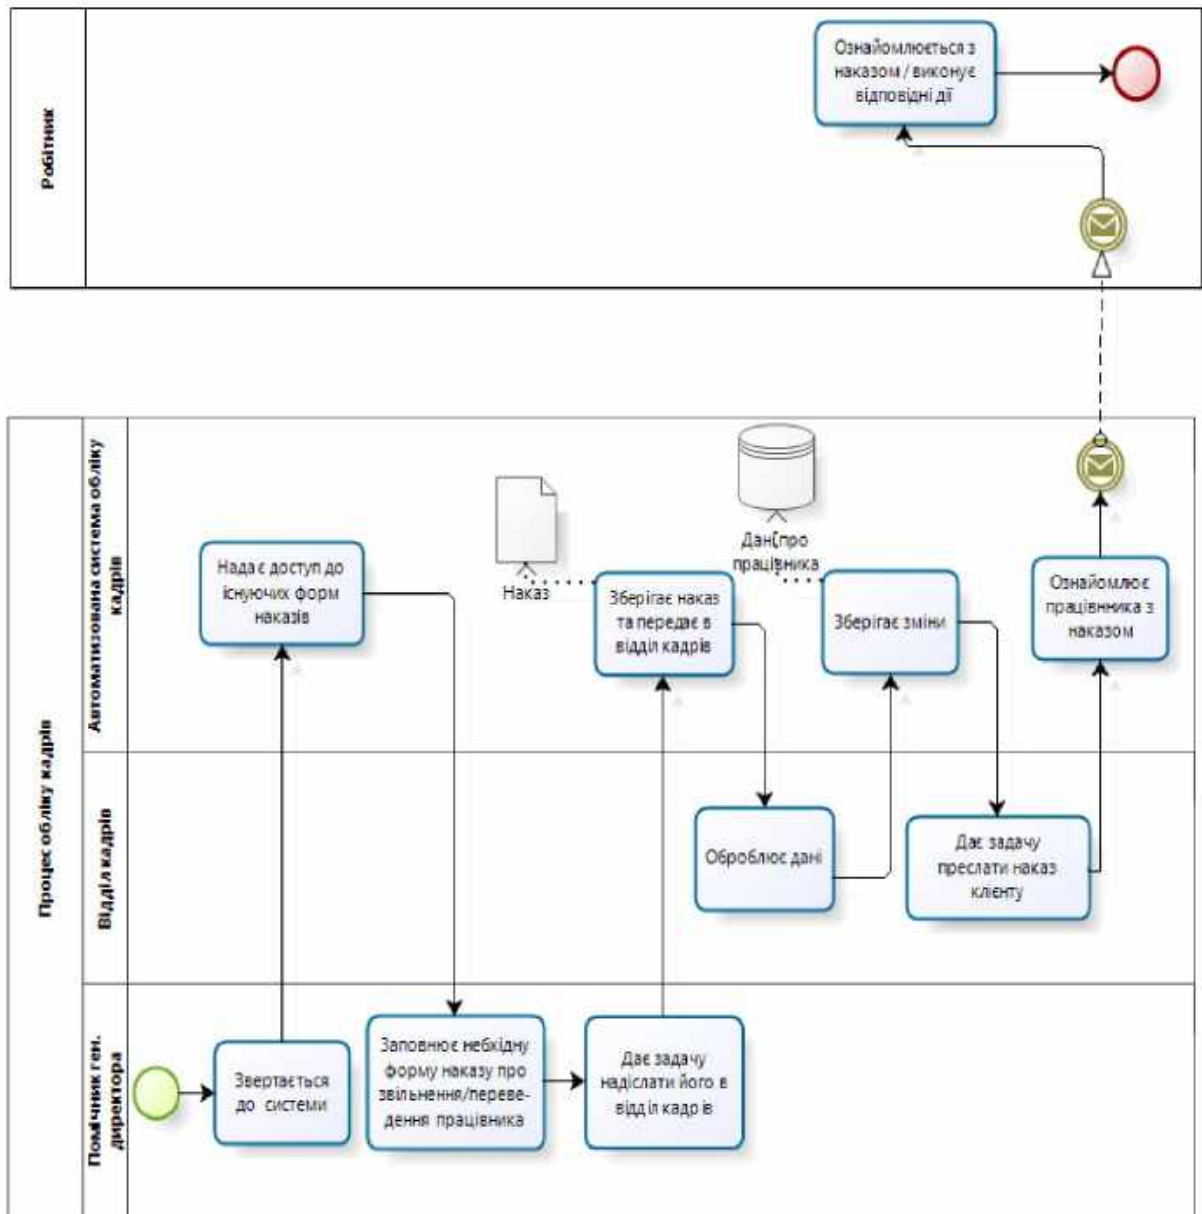 Робітник
Ознайомлюється з
наказом / виконує
відповідні дії
Процес обліку кадрів
Автоматизована система обліку
кадрів
Надає доступ до
існуючих форм
наказів
Наказ
Зберігає наказ
та передає в
відділ кадрів
Дані про
працівника
Зберігає зміни
Ознайомлює
працівнника з
наказом
Відділ кадрів
Оброблює дані
Дає задачу
преслати наказ
клієнту
Помічник ген.
директора
Звертається
до системи
Заповнює небхідну
форму наказу про
звільнення/переве-
дення працівника
Дає задачу
надіслати його в
відділ кадрів